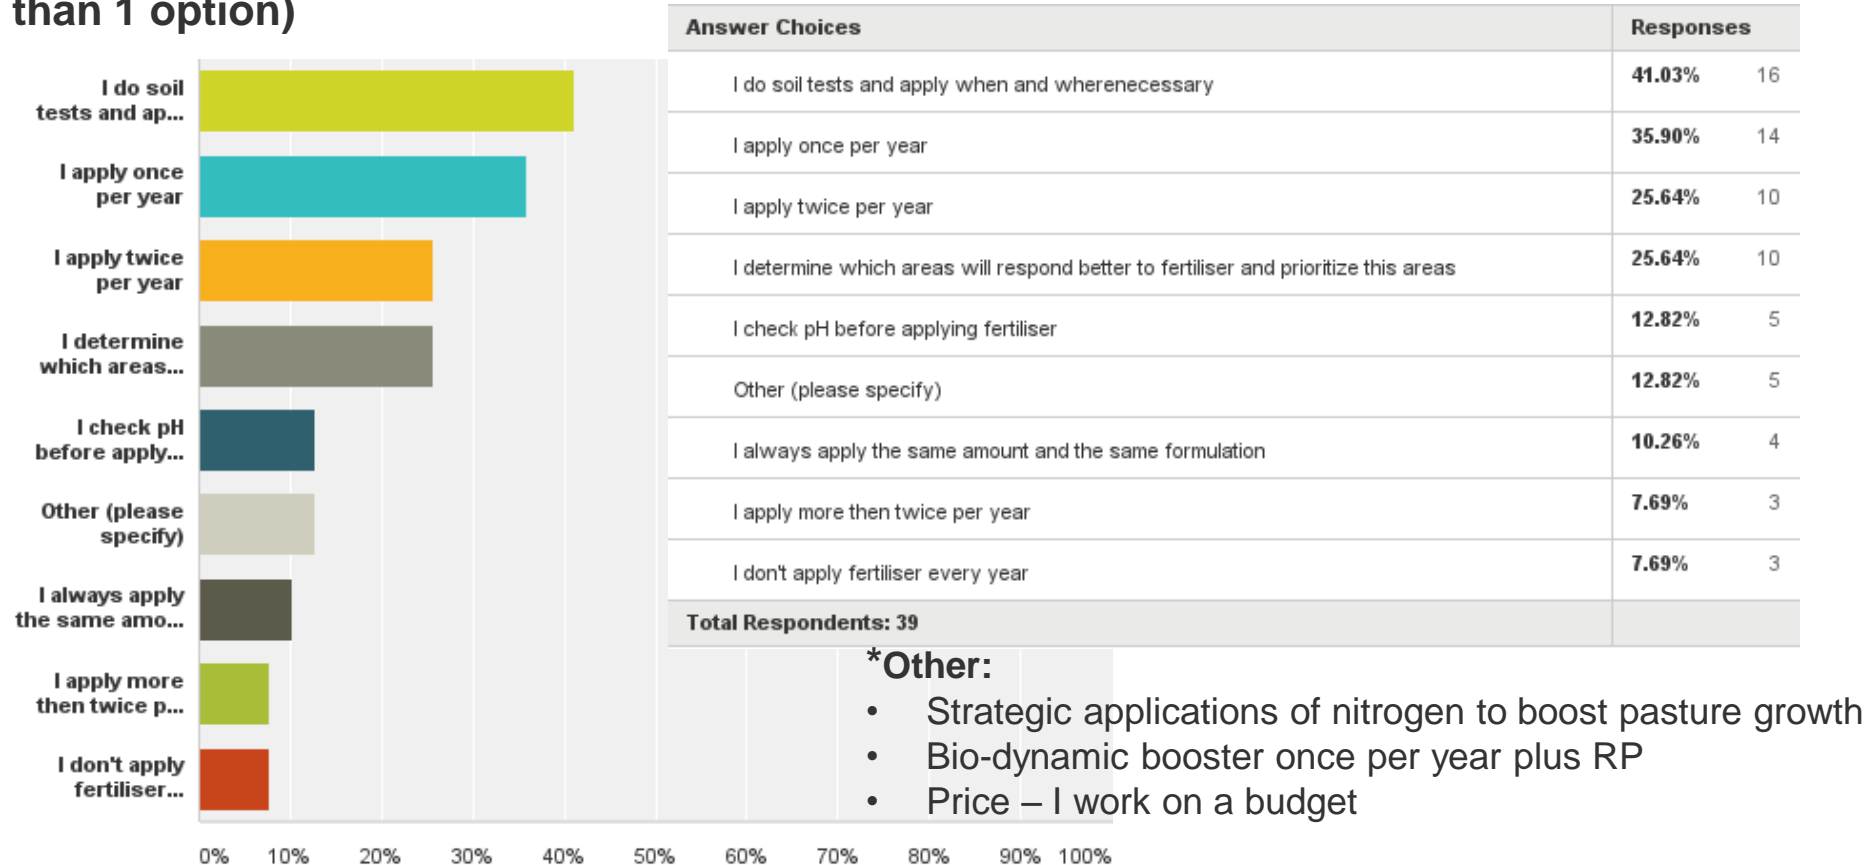 than 1 option)
I do soil
tests and ap...
I apply once
per year
I apply twice
per year
I determine
which areas...
I check pH
before apply...
Other (please
specify)
I always apply
the same amo...
I apply more
then twice p...
I don't apply
fertiliser...
0% 10% 20% 30% 40% 50% 60% 70% 80% 90% 100%
Answer Choices Responses
I do soil tests and apply when and wherenecessary 41.03% 16
I apply once per year 35.90% 14
I apply twice per year 25.64% 10
I determine which areas will respond better to fertiliser and prioritize this areas 25.64% 10
I check pH before applying fertiliser 12.82% 5
Other (please specify) 12.82% 5
I always apply the same amount and the same formulation 10.26% 4
I apply more then twice per year 7.69% 3
I don't apply fertiliser every year 7.69% 3
Total Respondents: 39
*Other:
• Strategic applications of nitrogen to boost pasture growth
• Bio-dynamic booster once per year plus RP
• Price – I work on a budget